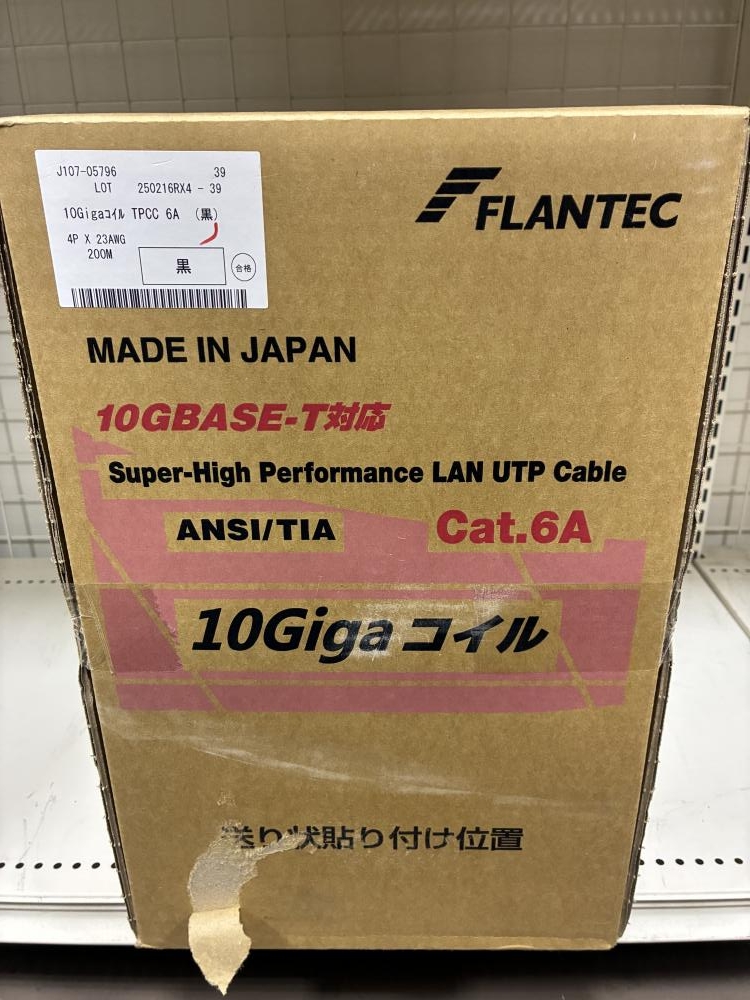 J107-05796 39
LOT 250216RX4 - 39
10Gigaコイル TPCC 6A (黒)
4P X 23AWG
200M
黒
合格
FLANTEC
MADE IN JAPAN
10GBASE-T対応
Super-High Performance LAN UTP Cable
ANSI/TIA
Cat.6A
10Gigaコイル
送り状貼り付け位置